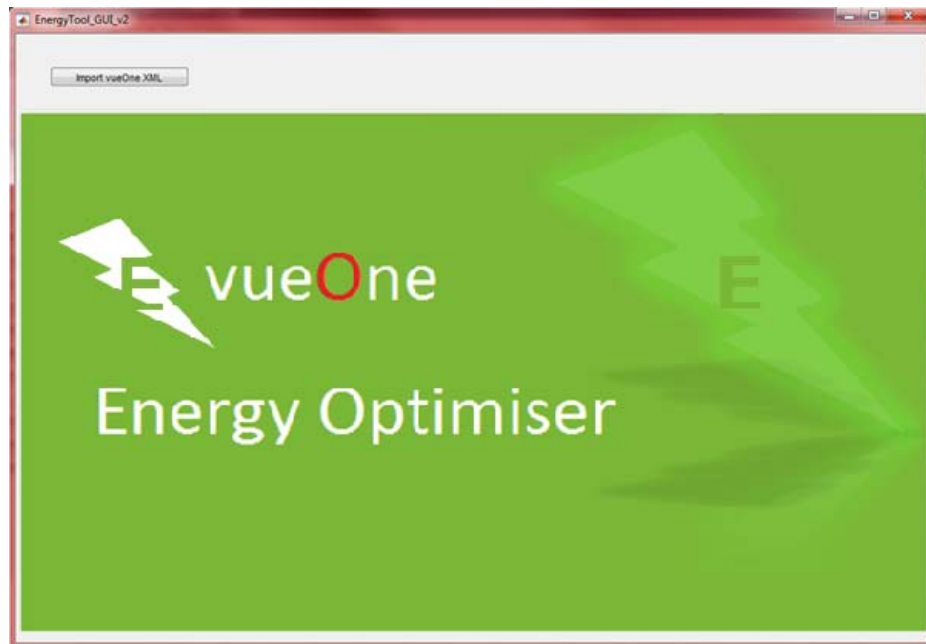 EnergyTool_GUI_v2
Import vueOne XML
E vueOne
E
Energy Optimiser